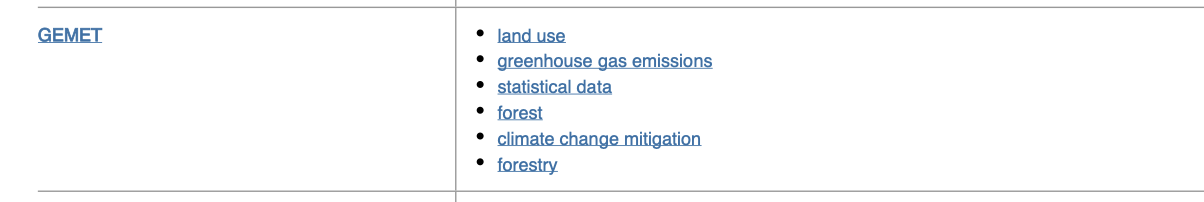 GEMET
land use
greenhouse gas emissions
statistical data
forest
climate change mitigation
forestry